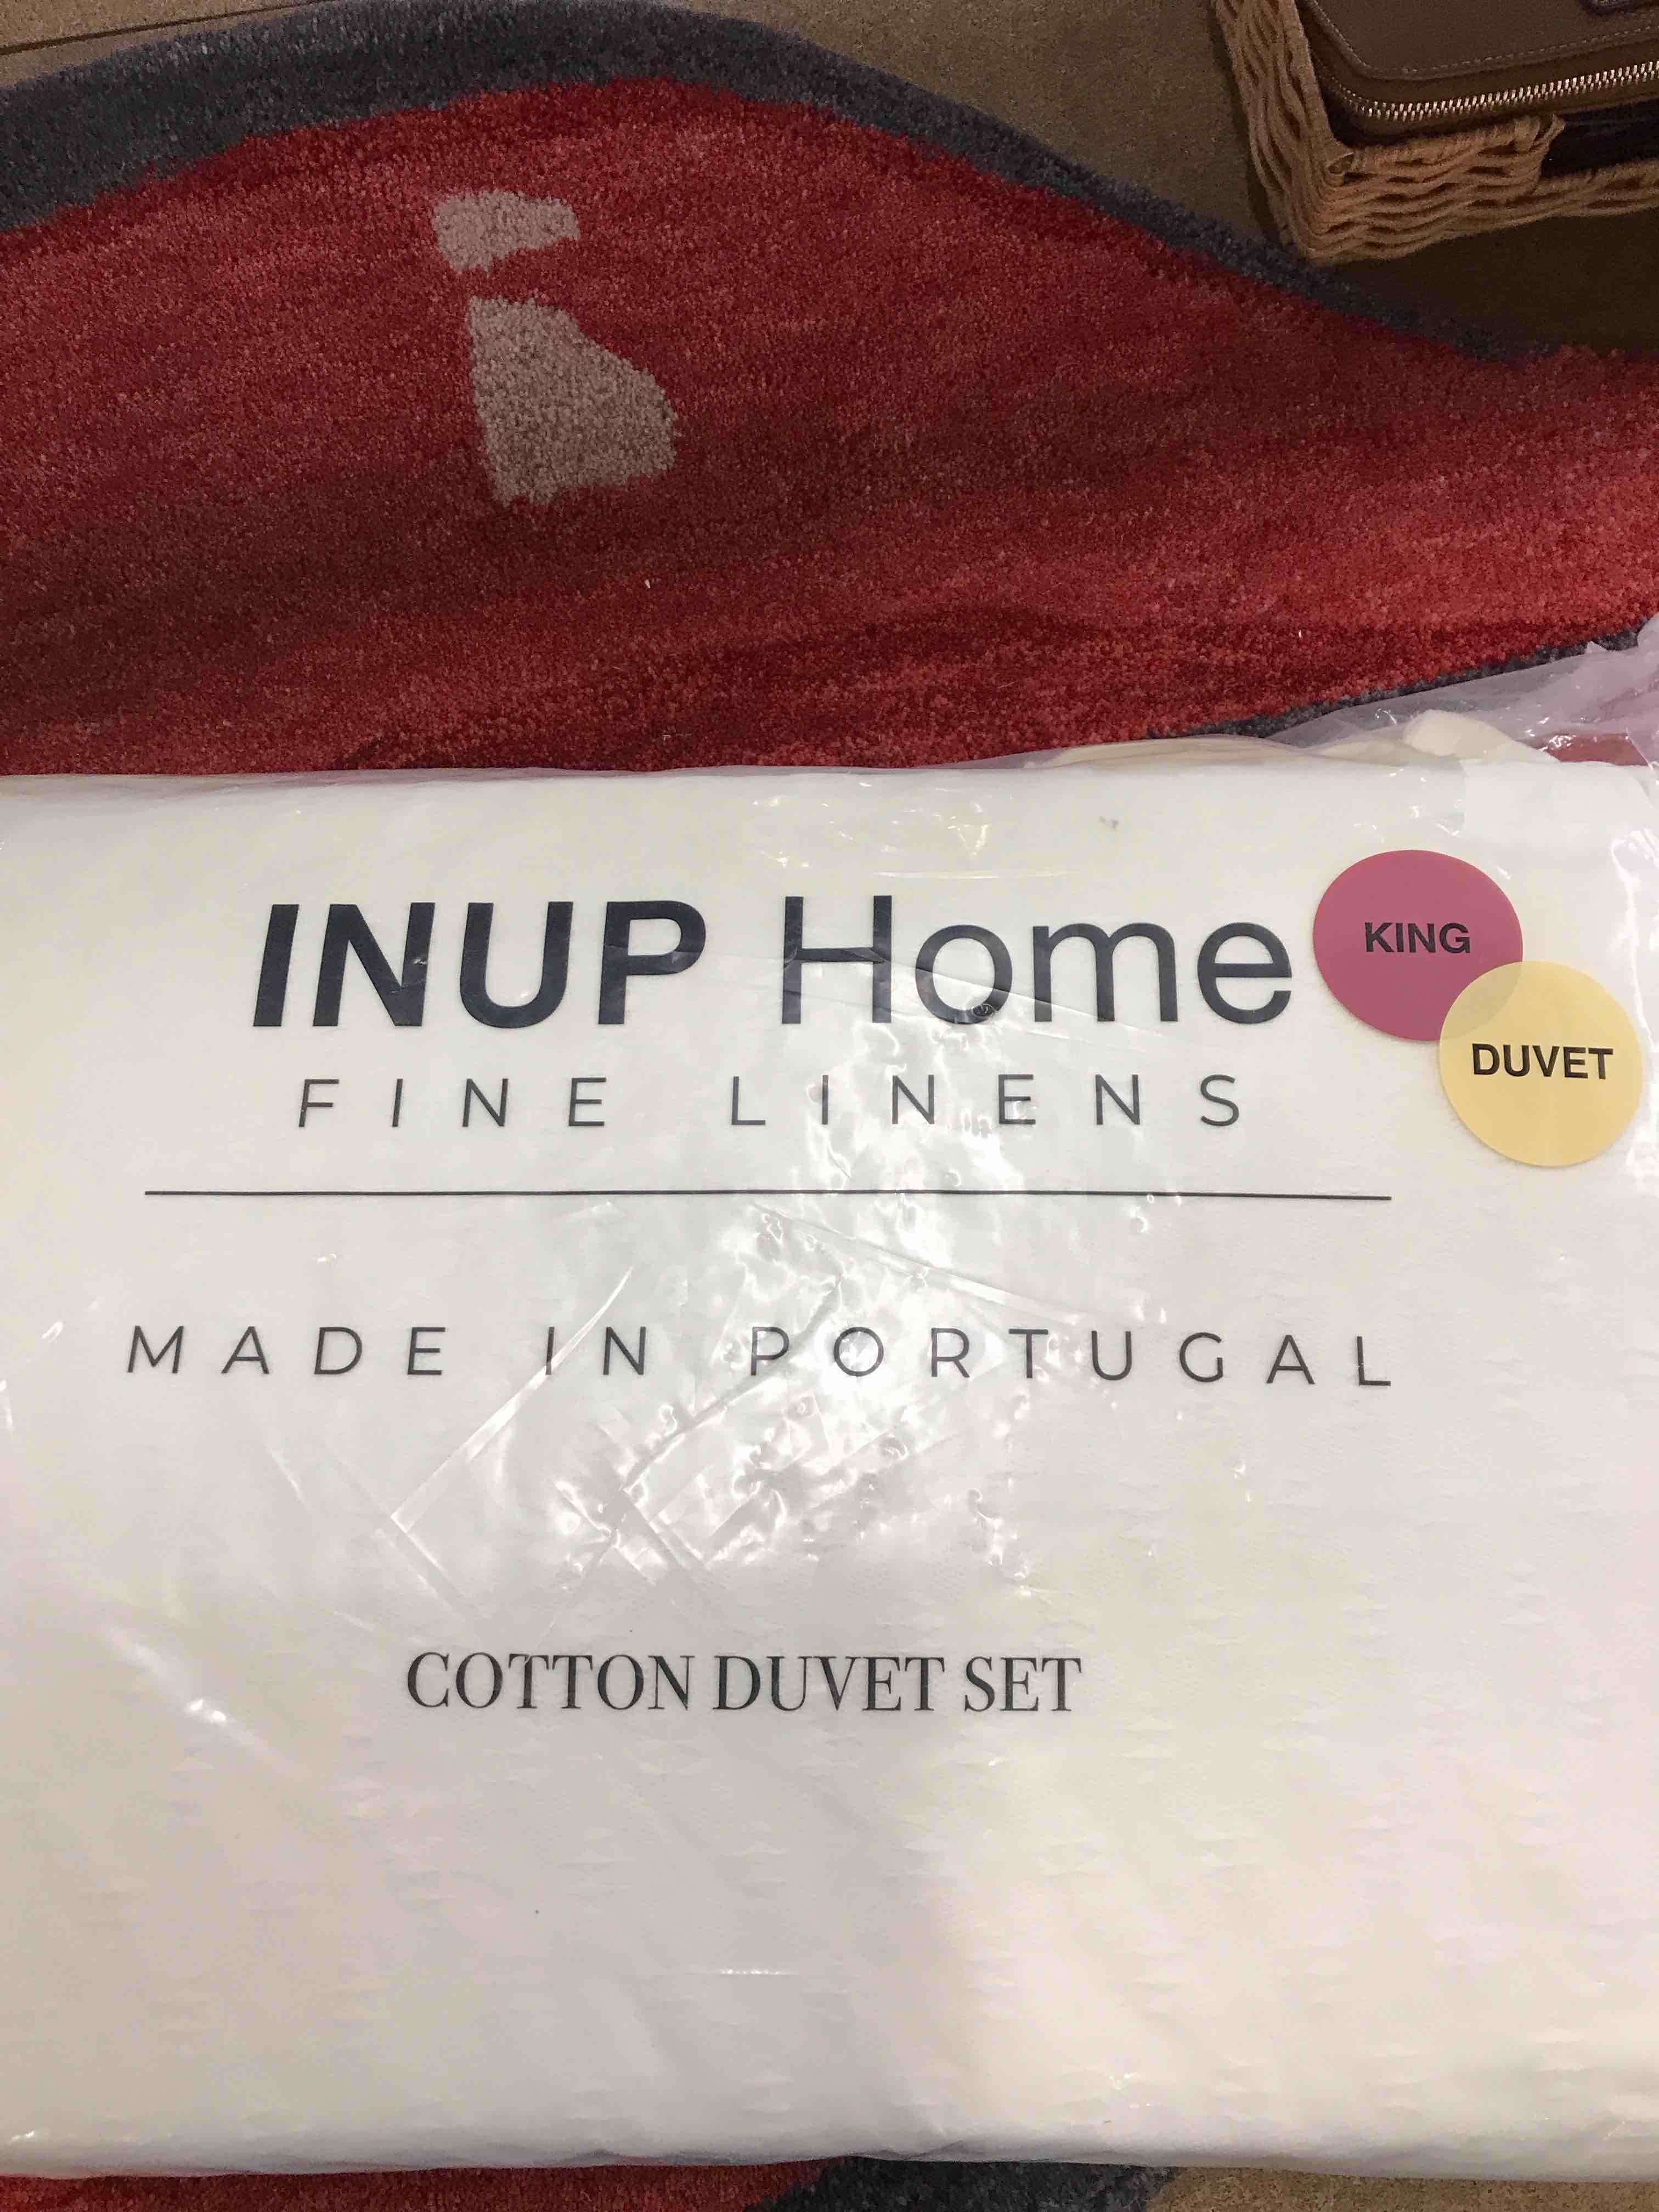 INUP Home
KING
DUVET
FINE LINENS
MADE IN PORTUGAL
COTTON DUVET SET